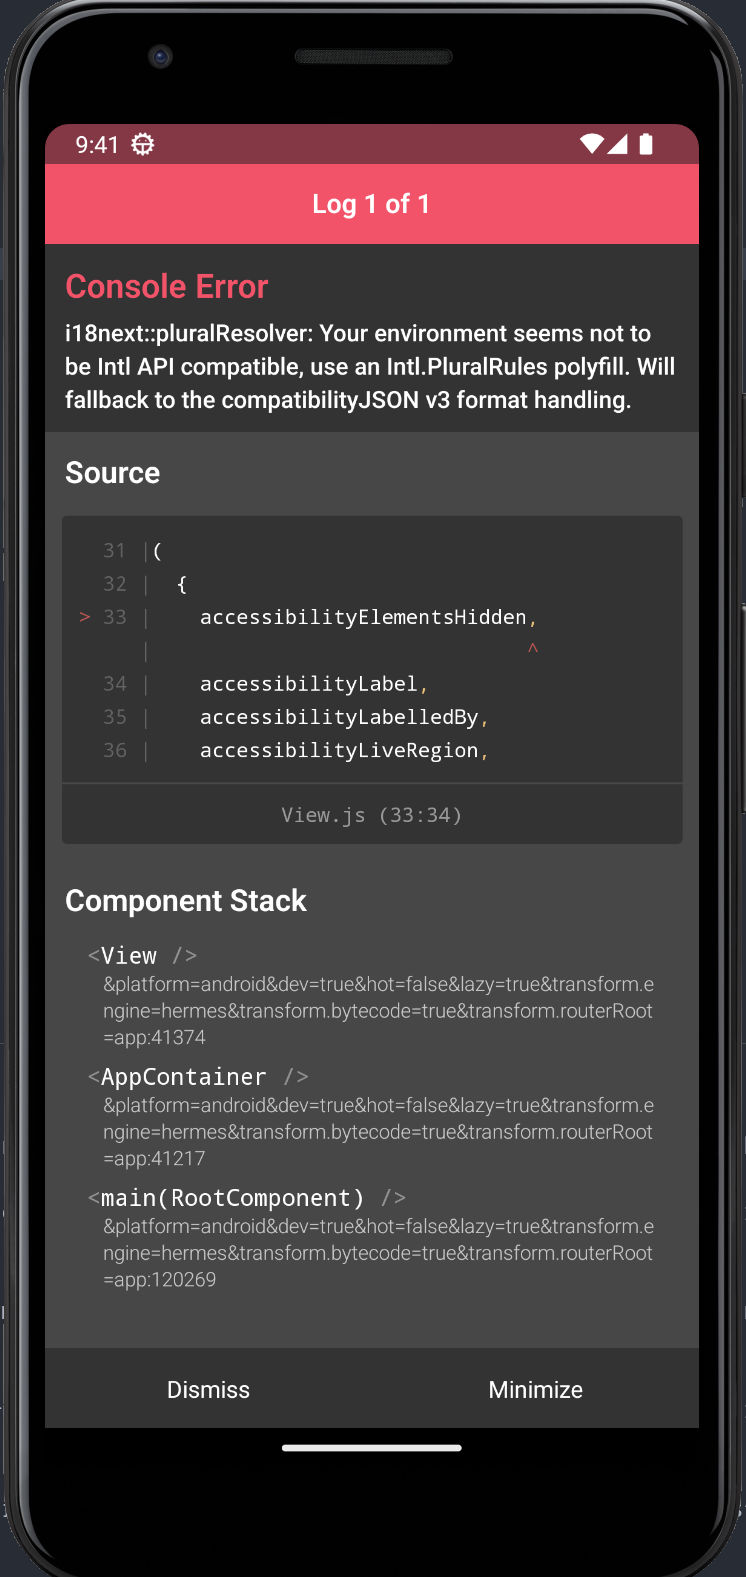 9:41
Log 1 of 1
Console Error
i18next::pluralResolver: Your environment seems not to
be Intl API compatible, use an Intl.PluralRules polyfill. Will
fallback to the compatibilityJSON v3 format handling.
Source
31 |(
32 |  {
> 33 |    accessibilityElementsHidden,
|                               ^
34 |    accessibilityLabel,
35 |    accessibilityLabelledBy,
36 |    accessibilityLiveRegion,
View.js (33:34)
Component Stack
<View />
&platform=android&dev=true&hot=false&lazy=true&transform.e
ngine=hermes&transform.bytecode=true&transform.routerRoot
=app:41374
<AppContainer />
&platform=android&dev=true&hot=false&lazy=true&transform.e
ngine=hermes&transform.bytecode=true&transform.routerRoot
=app:41217
<main(RootComponent) />
&platform=android&dev=true&hot=false&lazy=true&transform.e
ngine=hermes&transform.bytecode=true&transform.routerRoot
=app:120269
Dismiss Minimize